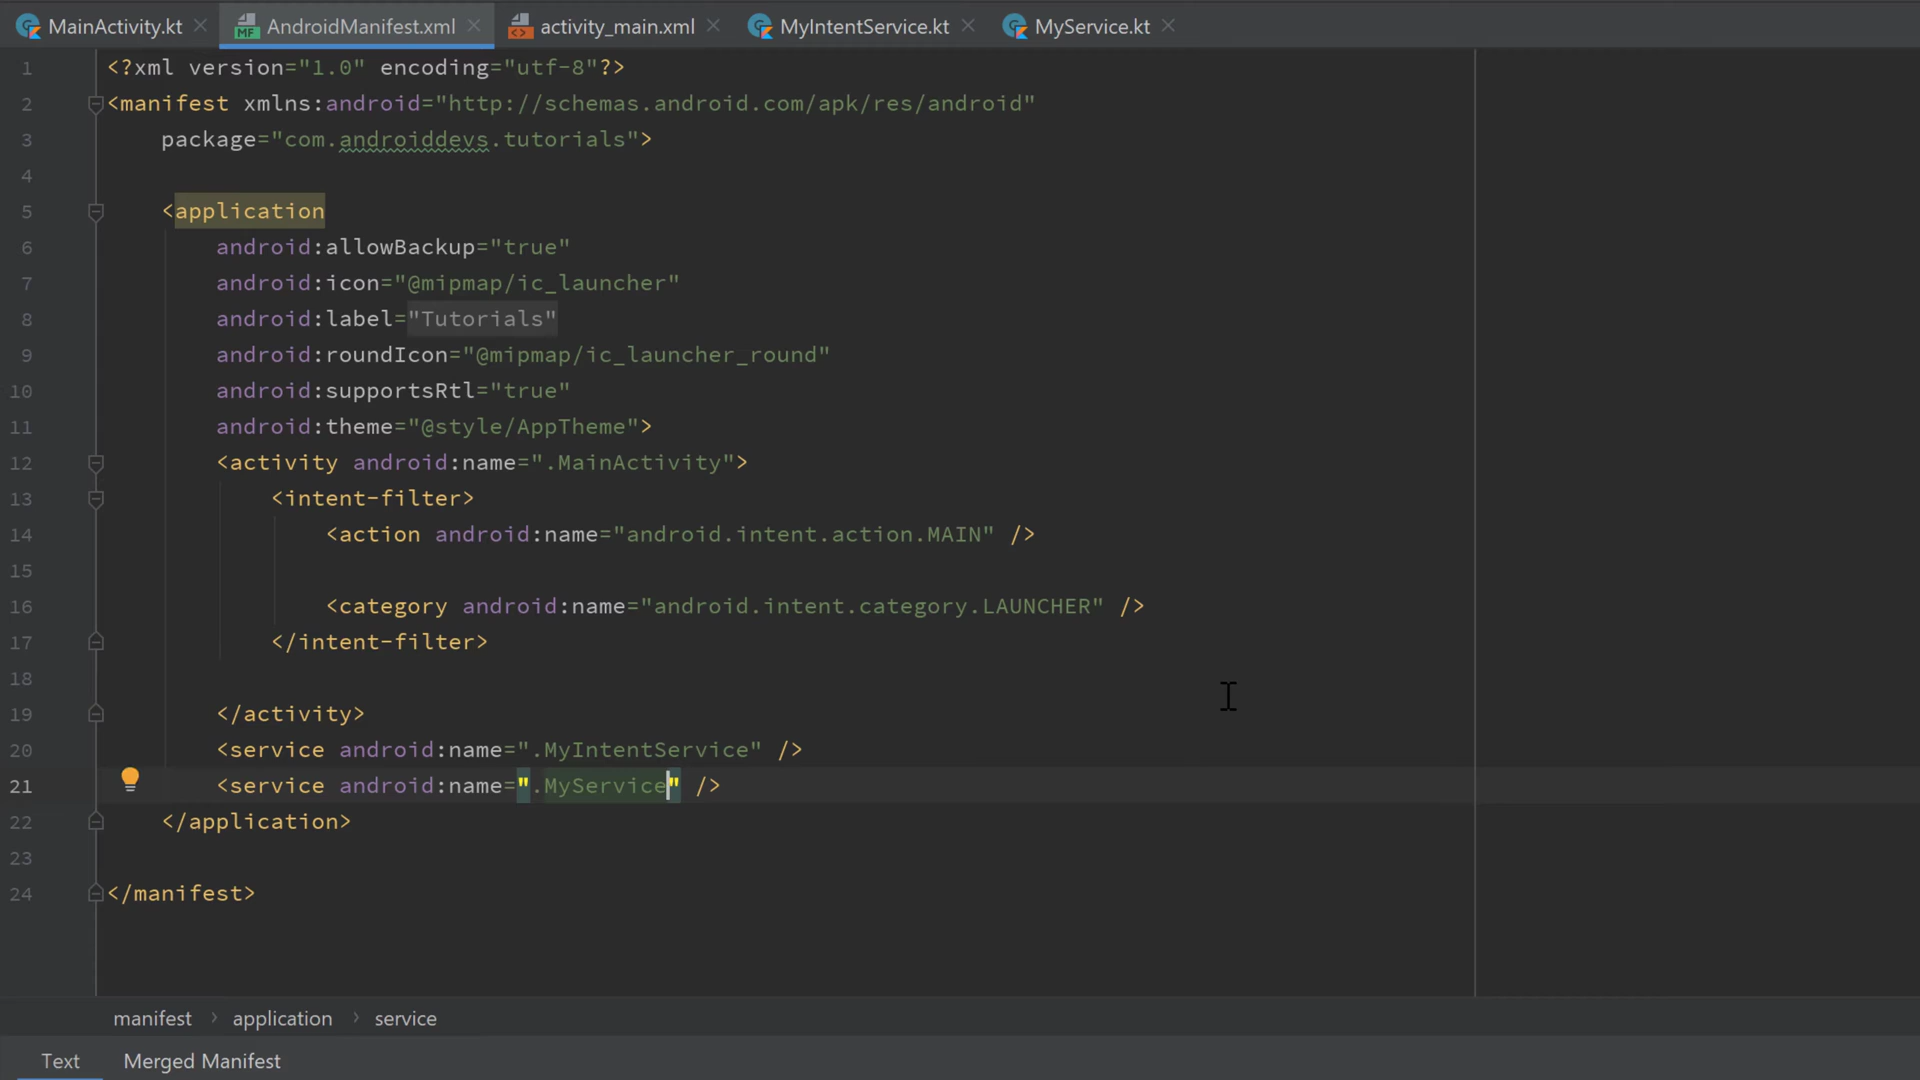 MainActivity.kt AndroidManifest.xml activity_main.xml MyIntentService.kt MyService.kt
1 <?xml version="1.0" encoding="utf-8"?>
2 <manifest xmlns:android="http://schemas.android.com/apk/res/android"
3 package="com.androiddevs.tutorials">
4
5 <application
6 android:allowBackup="true"
7 android:icon="@mipmap/ic_launcher"
8 android:label="Tutorials"
9 android:roundIcon="@mipmap/ic_launcher_round"
10 android:supportsRtl="true"
11 android:theme="@style/AppTheme">
12 <activity android:name=".MainActivity">
13 <intent-filter>
14 <action android:name="android.intent.action.MAIN" />
15
16 <category android:name="android.intent.category.LAUNCHER" />
17 </intent-filter>
18
19 </activity>
20 <service android:name=".MyIntentService" />
21 <service android:name=".MyService" />
22 </application>
23
24 </manifest>
manifest › application › service
Text Merged Manifest